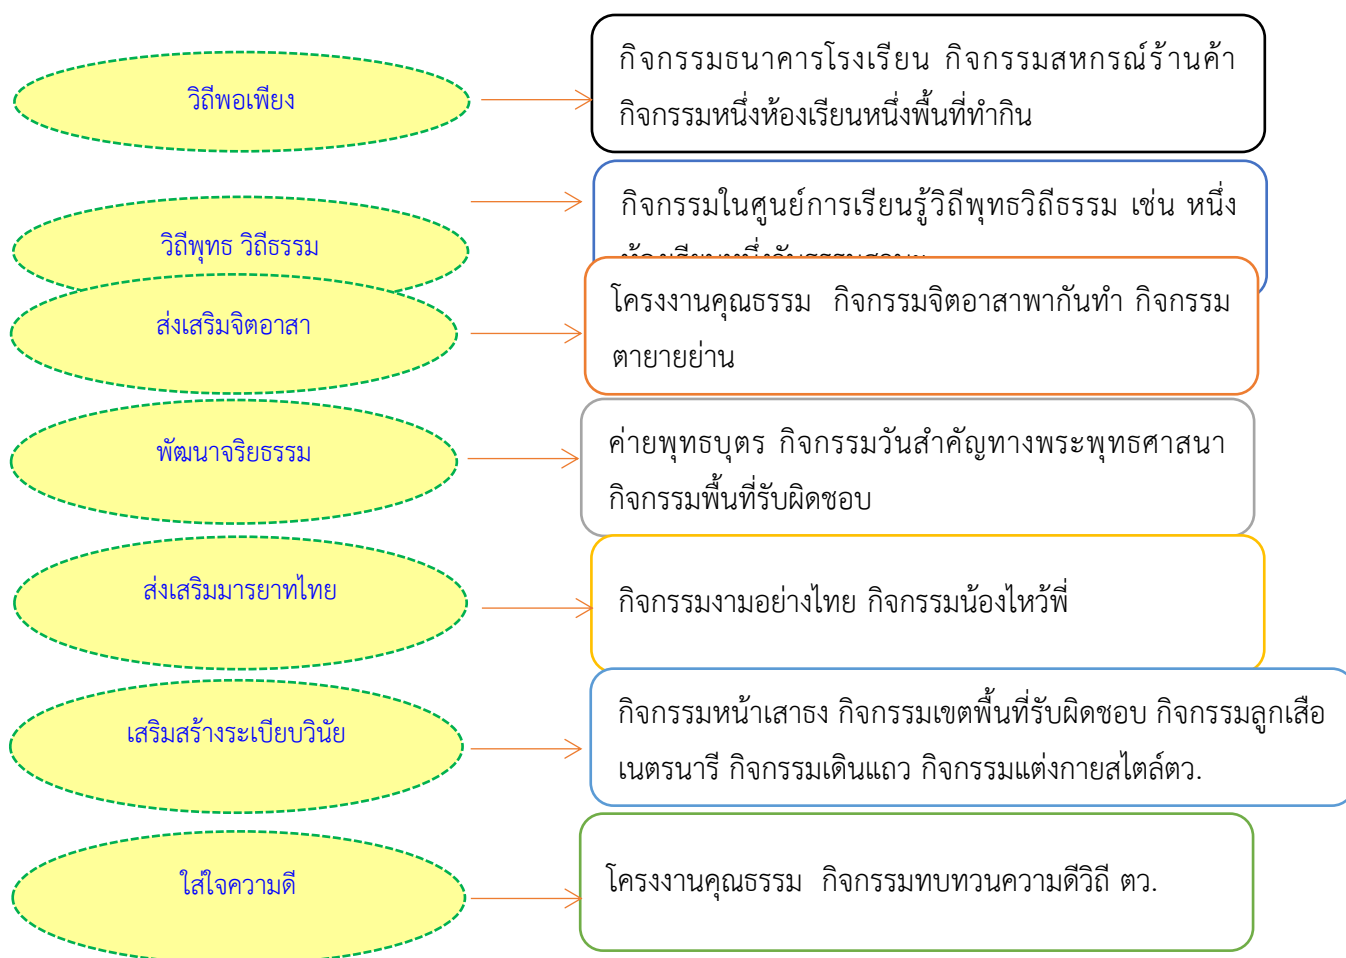 วิถีพอเพียง
กิจกรรมธนาคารโรงเรียน กิจกรรมสหกรณ์ร้านค้า
กิจกรรมหนึ่งห้องเรียนหนึ่งพื้นที่ทำกิน
วิถีพุทธ วิถีธรรม
กิจกรรมในศูนย์การเรียนรู้วิถีพุทธวิถีธรรม เช่น หนึ่ง
ส่งเสริมจิตอาสา
โครงงานคุณธรรม กิจกรรมจิตอาสาพากันทำ กิจกรรม
ตายายย่าน
พัฒนาจริยธรรม
ค่ายพุทธบุตร กิจกรรมวันสำคัญทางพระพุทธศาสนา
กิจกรรมพื้นที่รับผิดชอบ
ส่งเสริมมารยาทไทย
กิจกรรมงามอย่างไทย กิจกรรมน้องไหว้พี่
เสริมสร้างระเบียบวินัย
กิจกรรมหน้าเสาธง กิจกรรมเขตพื้นที่รับผิดชอบ กิจกรรมลูกเสือ
เนตรนารี กิจกรรมเดินแถว กิจกรรมแต่งกายสไตล์ตว.
ใส่ใจความดี
โครงงานคุณธรรม กิจกรรมทบทวนความดีวิถี ตว.